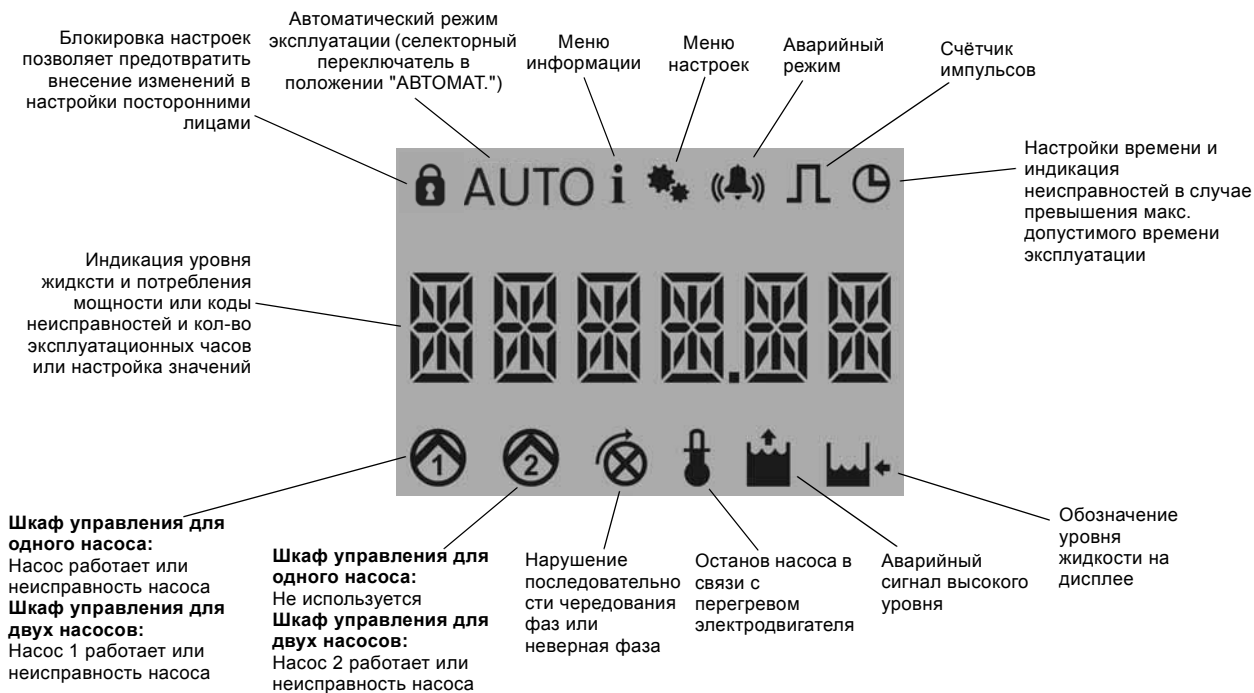 Блокировка настроек
позволяет предотвратить
внесение изменений в
настройки посторонними
лицами
Автоматический режим
эксплуатации (селекторный
переключатель в
положении "АВТОМАТ.")
Меню
информации
Меню
настроек
Аварийный
режим
Счётчик
импульсов
Настройки времени и
индикация
неисправностей в случае
превышения макс.
допустимого времени
эксплуатации
AUTO i
Индикация уровня
жидксти и потребления
мощности или коды
неисправностей и кол-во
эксплуатационных часов
или настройка значений
1
2
Шкаф управления для
одного насоса:
Насос работает или
неисправность насоса
Шкаф управления для
двух насосов:
Насос 1 работает или
неисправность насоса
Шкаф управления для
одного насоса:
Не используется
Шкаф управления для
двух насосов:
Насос 2 работает или
неисправность насоса
Нарушение
последовательно
сти чередования
фаз или
неверная фаза
Останов насоса в
связи с
перегревом
электродвигателя
Аварийный
сигнал высокого
уровня
Обозначение
уровня
жидкости на
дисплее